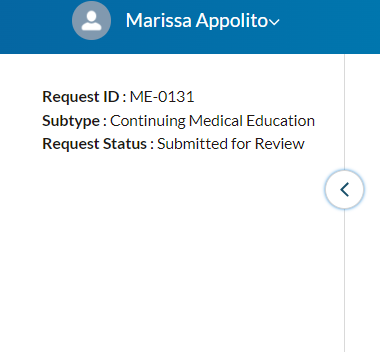 Marissa Appolito
Request ID : ME-0131
Subtype : Continuing Medical Education
Request Status : Submitted for Review